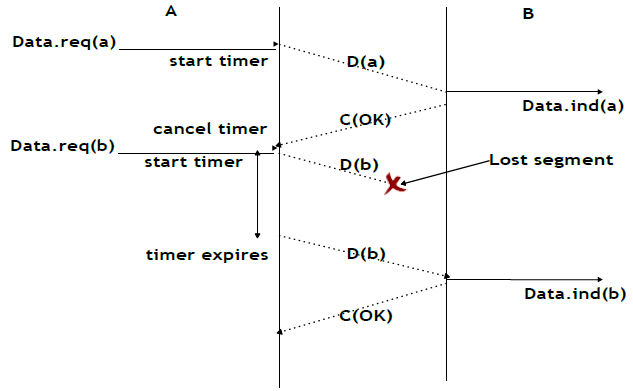 A
B
Data.req(a)
start timer
D(a)
Data.ind(a)
C(OK)
cancel timer
Data.req(b)
start timer
D(b)
Lost segment
timer expires
D(b)
Data.ind(b)
C(OK)